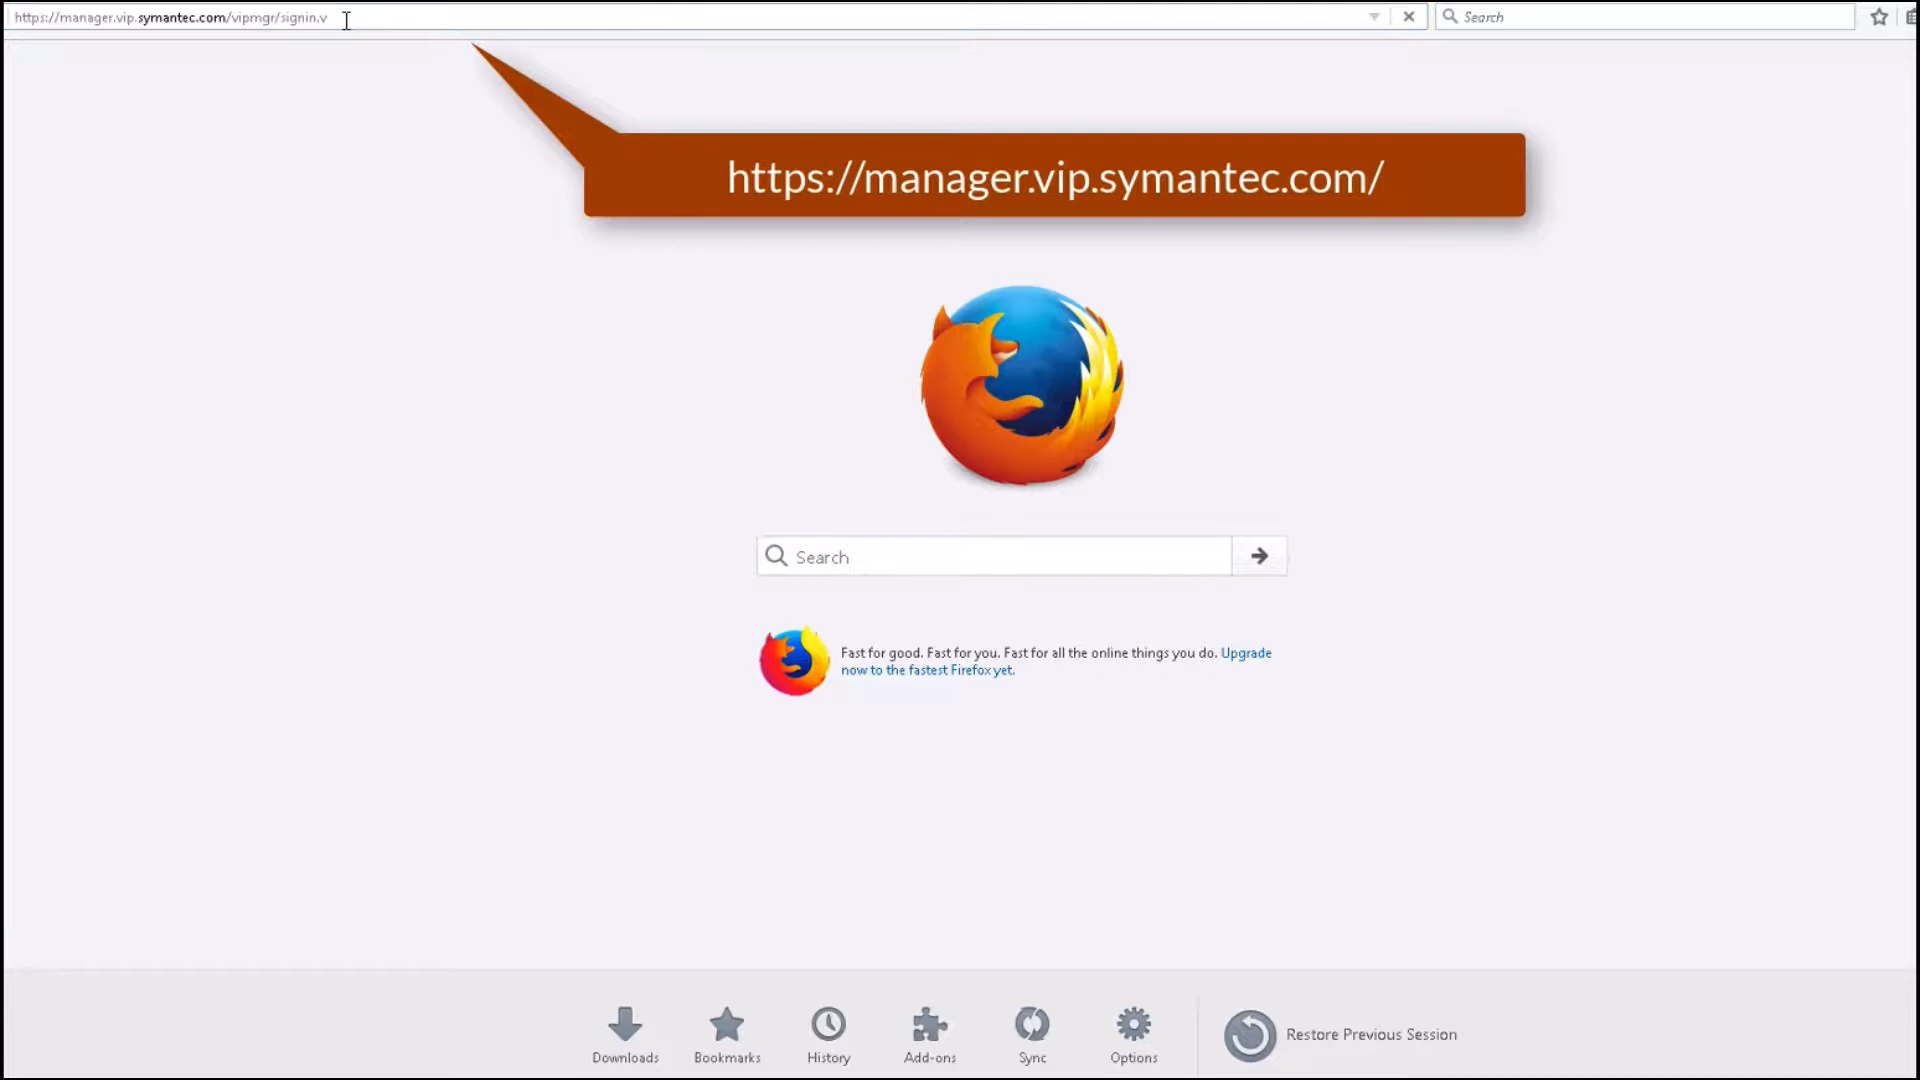 https://manager.vip.symantec.com/vipmgr/signin.v
Search
https://manager.vip.symantec.com/
Search
Fast for good. Fast for you. Fast for all the online things you do. Upgrade
now to the fastest Firefox yet.
Downloads
Bookmarks
History
Add-ons
Sync
Options
Restore Previous Session